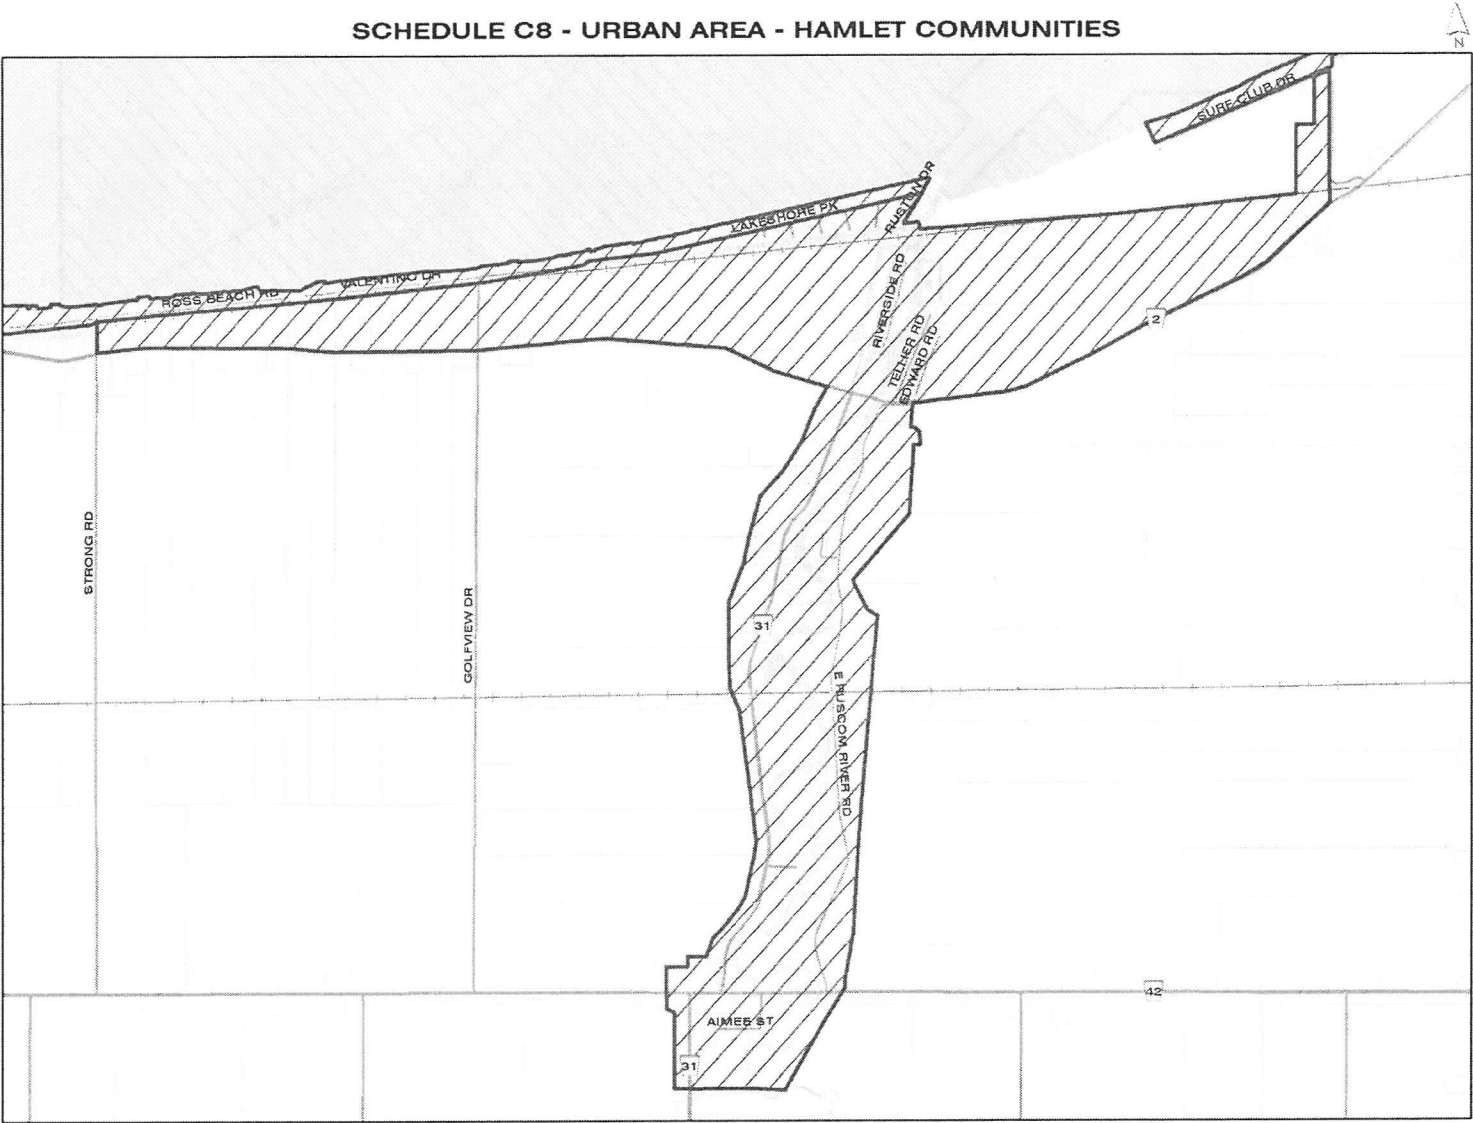 SCHEDULE C8 - URBAN AREA - HAMLET COMMUNITIES
N
SURF CLUB DR
RUSTON DR
LAKESHORE PK
VALENTINO DR
ROSS BEACH RD
RIVERSIDE RD
2
TELLIER RD
EDWARD RD
STRONG RD
GOLFVIEW DR
31
E RUSCOM RIVER RD
42
AIMEE ST
31